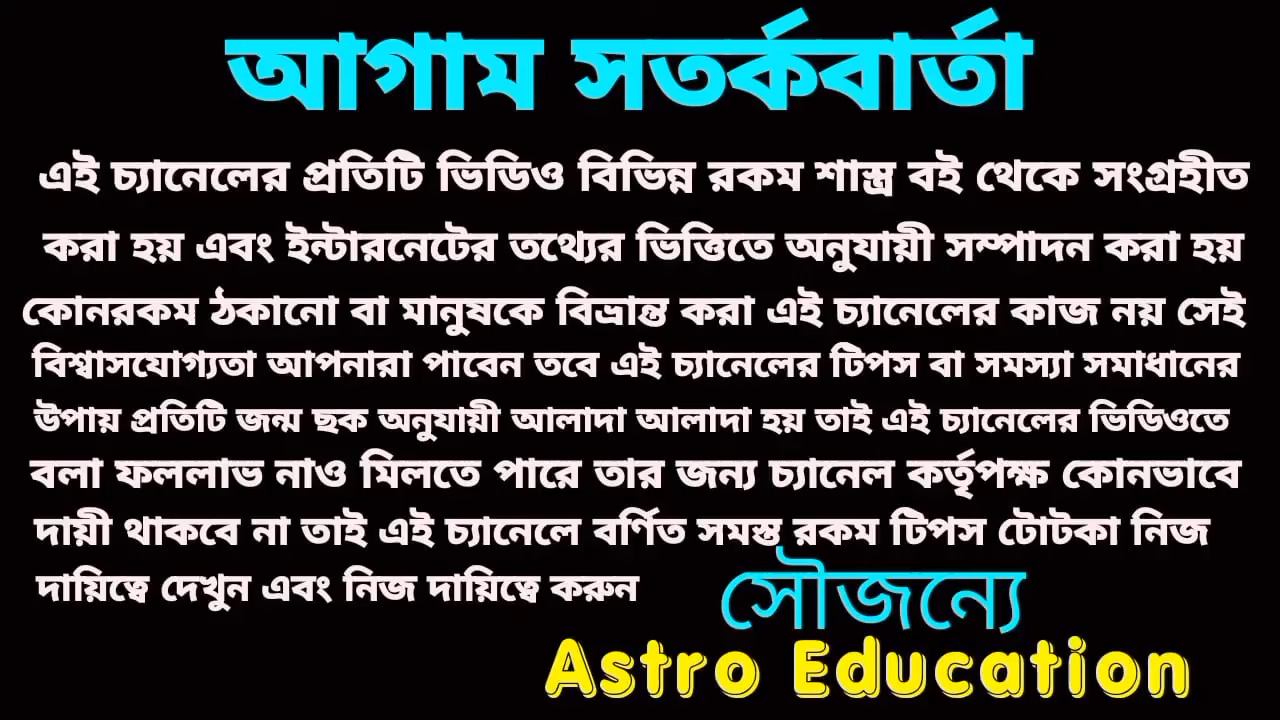 আগাম সতর্কবার্তা
এই চ্যানেলের প্রতিটি ভিডিও বিভিন্ন রকম শাস্ত্র বই থেকে সংগ্রহীত
করা হয় এবং ইন্টারনেটের তথ্যের ভিত্তিতে অনুযায়ী সম্পাদন করা হয়
কোনরকম ঠকানো বা মানুষকে বিভ্রান্ত করা এই চ্যানেলের কাজ নয় সেই
বিশ্বাসযোগ্যতা আপনারা পাবেন তবে এই চ্যানেলের টিপস বা সমস্যা সমাধানের
উপায় প্রতিটি জন্ম ছক অনুযায়ী আলাদা আলাদা হয় তাই এই চ্যানেলের ভিডিওতে
বলা ফললাভ নাও মিলতে পারে তার জন্য চ্যানেল কর্তৃপক্ষ কোনভাবে
দায়ী থাকবে না তাই এই চ্যানেলে বর্ণিত সমস্ত রকম টিপস টোটকা নিজ
দায়িত্বে দেখুন এবং নিজ দায়িত্বে করুন
সৌজন্যে
Astro Education